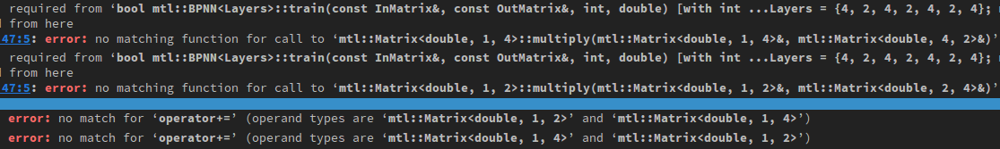 required from ‘bool mtl::BPNN<Layers>::train(const InMatrix&, const OutMatrix&, int, double) [with int ...Layers = {4, 2, 4, 2, 4, 2, 4};
d from here
47:5: error: no matching function for call to ‘mtl::Matrix<double, 1, 4>::multiply(mtl::Matrix<double, 1, 4>&, mtl::Matrix<double, 4, 2>&)’
required from ‘bool mtl::BPNN<Layers>::train(const InMatrix&, const OutMatrix&, int, double) [with int ...Layers = {4, 2, 4, 2, 4, 2, 4};
d from here
47:5: error: no matching function for call to ‘mtl::Matrix<double, 1, 2>::multiply(mtl::Matrix<double, 1, 2>&, mtl::Matrix<double, 2, 4>&)’
error: no match for ‘operator+=’ (operand types are ‘mtl::Matrix<double, 1, 2>’ and ‘mtl::Matrix<double, 1, 4>’)
error: no match for ‘operator+=’ (operand types are ‘mtl::Matrix<double, 1, 4>’ and ‘mtl::Matrix<double, 1, 2>’)